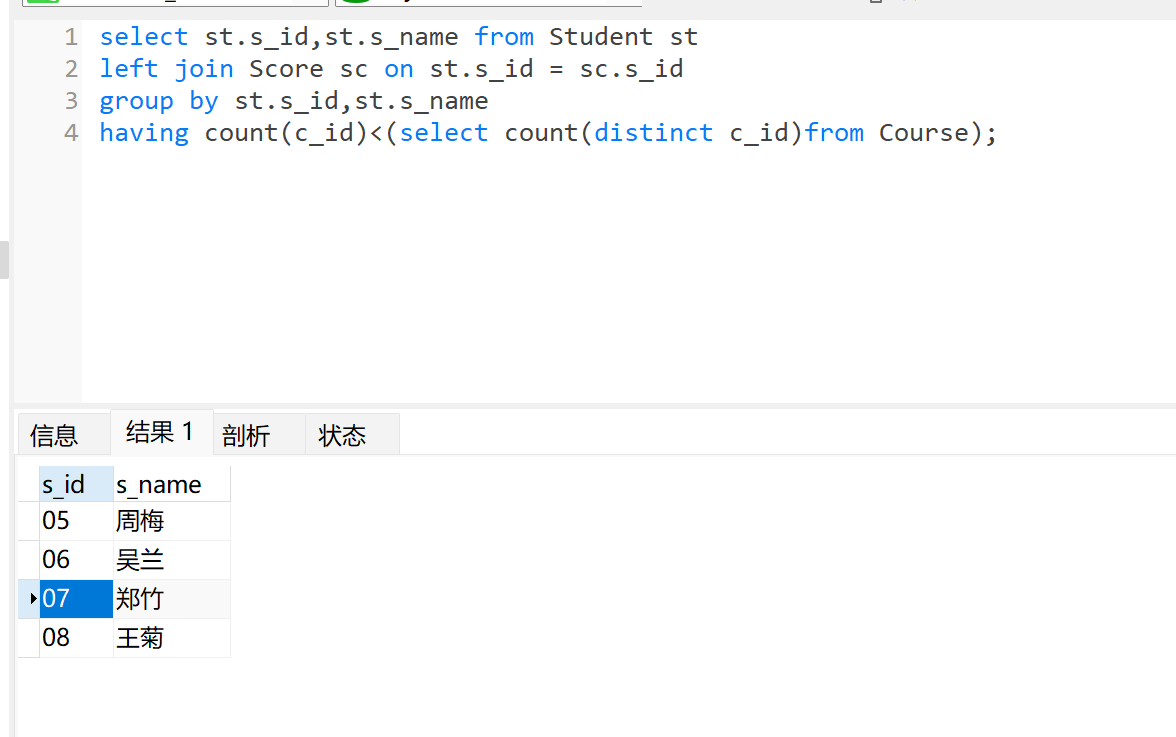 1 select st.s_id,st.s_name from Student st
2 left join Score sc on st.s_id = sc.s_id
3 group by st.s_id,st.s_name
4 having count(c_id)<(select count(distinct c_id)from Course);
信息 结果 1 剖析 状态
s_id s_name
05 周梅
06 吴兰
07 郑竹
08 王菊